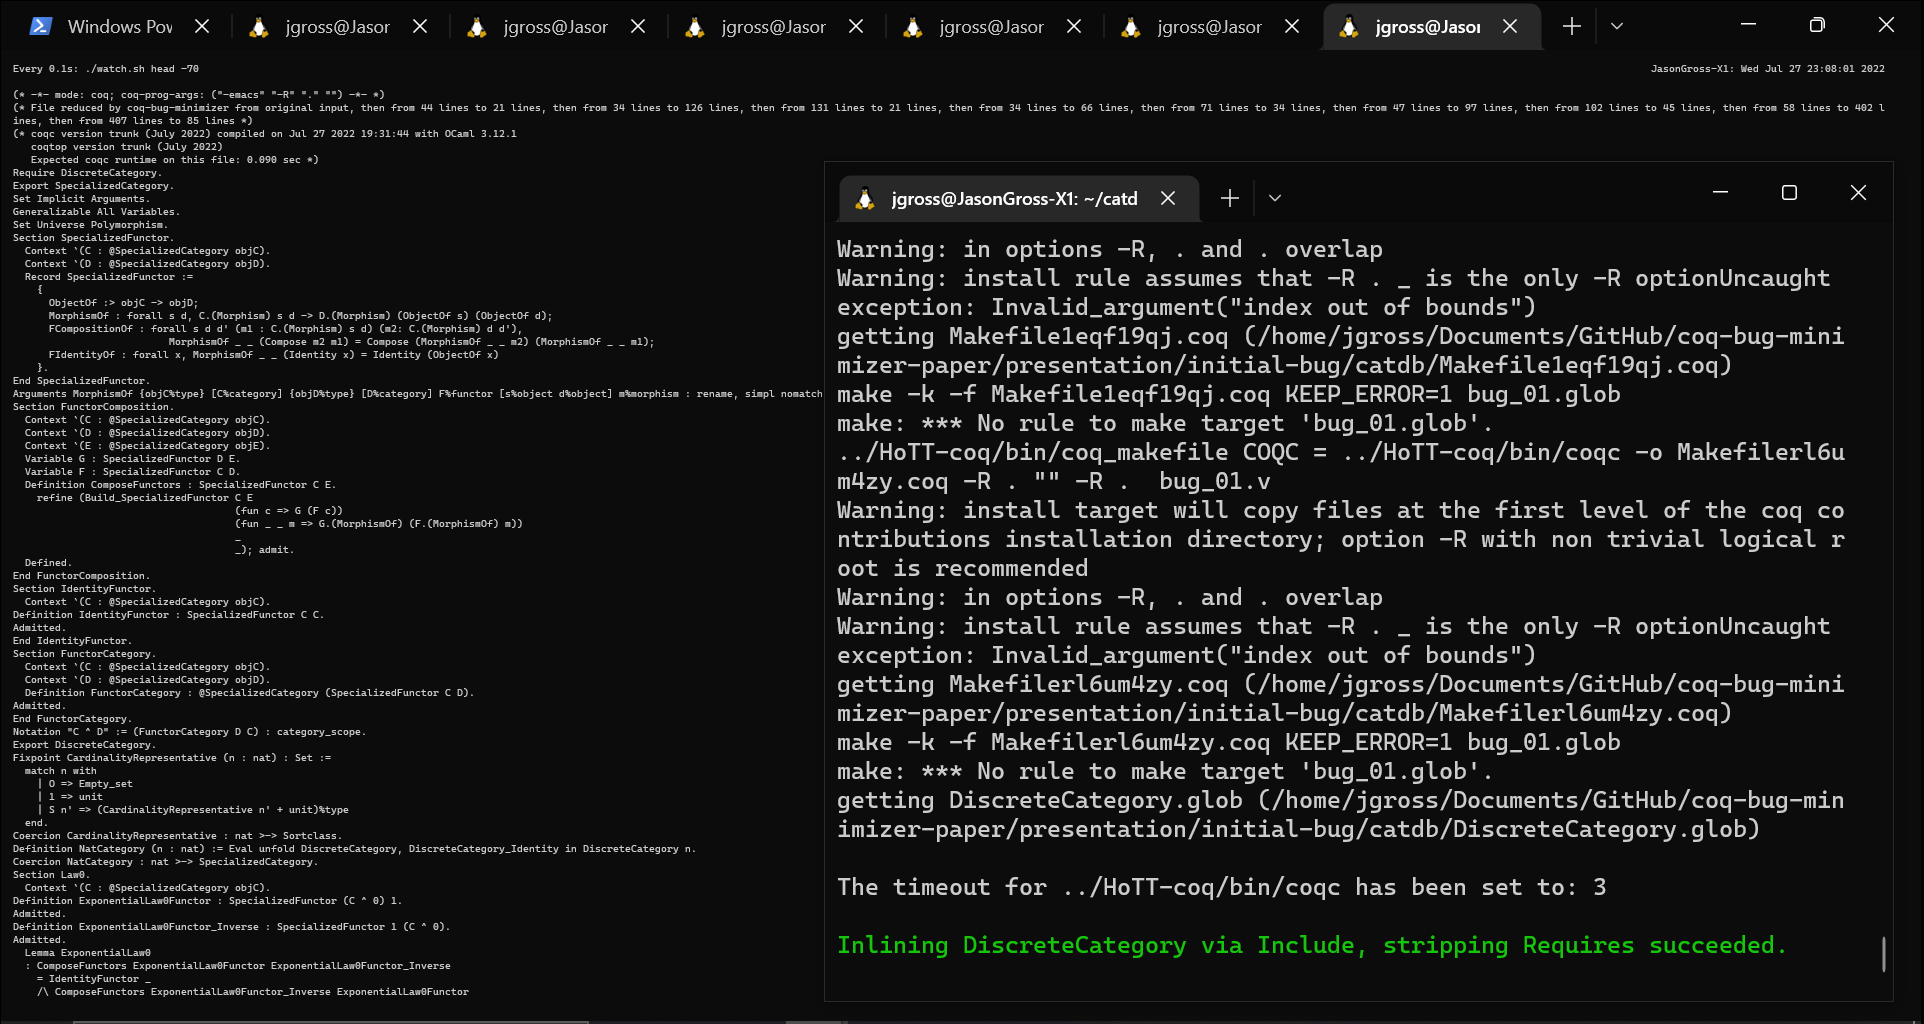 Windows Pov
jgross@Jasor
jgross@Jasor
jgross@Jasor
jgross@Jasor
jgross@Jasor
jgross@Jasor
Every 0.1s: ./watch.sh head -70
JasonGross-X1: Wed Jul 27 23:08:01 2022
(* -*- mode: coq; coq-prog-args: ("-emacs" "-R" "." "") -*- *)
(* File reduced by coq-bug-minimizer from original input, then from 44 lines to 21 lines, then from 34 lines to 126 lines, then from 131 lines to 21 lines, then from 34 lines to 66 lines, then from 71 lines to 34 lines, then from 47 lines to 97 lines, then from 102 lines to 45 lines, then from 58 lines to 402 l
ines, then from 407 lines to 85 lines *)
(* coqc version trunk (July 2022) compiled on Jul 27 2022 19:31:44 with OCaml 3.12.1
coqtop version trunk (July 2022)
Expected coqc runtime on this file: 0.090 sec *)
Require DiscreteCategory.
Export SpecializedCategory.
Set Implicit Arguments.
Generalizable All Variables.
Set Universe Polymorphism.
Section SpecializedFunctor.
Context `(C : @SpecializedCategory objC).
Context `(D : @SpecializedCategory objD).
Record SpecializedFunctor :=
{
ObjectOf :> objC -> objD;
MorphismOf : forall s d, C.(Morphism) s d -> D.(Morphism) (ObjectOf s) (ObjectOf d);
FCompositionOf : forall s d d' (m1 : C.(Morphism) s d) (m2: C.(Morphism) d d'),
MorphismOf _ _ (Compose m2 m1) = Compose (MorphismOf _ _ m2) (MorphismOf _ _ m1);
FIdentityOf : forall x, MorphismOf _ _ (Identity x) = Identity (ObjectOf x)
}.
End SpecializedFunctor.
Arguments MorphismOf {objC%type} [C%category] {objD%type} [D%category] F%functor [s%object d%object] m%morphism : rename, simpl nomatch
Section FunctorComposition.
Context `(C : @SpecializedCategory objC).
Context `(D : @SpecializedCategory objD).
Context `(E : @SpecializedCategory objE).
Variable G : SpecializedFunctor D E.
Variable F : SpecializedFunctor C D.
Definition ComposeFunctors : SpecializedFunctor C E.
refine (Build_SpecializedFunctor C E
(fun c => G (F c))
(fun _ _ m => G.(MorphismOf) (F.(MorphismOf) m))
_
_); admit.
Defined.
End FunctorComposition.
Section IdentityFunctor.
Context `(C : @SpecializedCategory objC).
Definition IdentityFunctor : SpecializedFunctor C C.
Admitted.
End IdentityFunctor.
Section FunctorCategory.
Context `(C : @SpecializedCategory objC).
Context `(D : @SpecializedCategory objD).
Definition FunctorCategory : @SpecializedCategory (SpecializedFunctor C D).
Admitted.
End FunctorCategory.
Notation "C ^ D" := (FunctorCategory D C) : category_scope.
Export DiscreteCategory.
Fixpoint CardinalityRepresentative (n : nat) : Set :=
match n with
| O => Empty_set
| 1 => unit
| S n' => (CardinalityRepresentative n' + unit)%type
end.
Coercion CardinalityRepresentative : nat >-> Sortclass.
Definition NatCategory (n : nat) := Eval unfold DiscreteCategory, DiscreteCategory_Identity in DiscreteCategory n.
Coercion NatCategory : nat >-> SpecializedCategory.
Section Law0.
Context `(C : @SpecializedCategory objC).
Definition ExponentialLaw0Functor : SpecializedFunctor (C ^ 0) 1.
Admitted.
Definition ExponentialLaw0Functor_Inverse : SpecializedFunctor 1 (C ^ 0).
Admitted.
Lemma ExponentialLaw0
: ComposeFunctors ExponentialLaw0Functor ExponentialLaw0Functor_Inverse
= IdentityFunctor _
/\ ComposeFunctors ExponentialLaw0Functor_Inverse ExponentialLaw0Functor
jgross@JasonGross-X1: ~/catd
Warning: in options -R, . and . overlap
Warning: install rule assumes that -R . _ is the only -R optionUncaught
exception: Invalid_argument("index out of bounds")
getting Makefile1eqf19qj.coq (/home/jgross/Documents/GitHub/coq-bug-mini
mizer-paper/presentation/initial-bug/catdb/Makefile1eqf19qj.coq)
make -k -f Makefile1eqf19qj.coq KEEP_ERROR=1 bug_01.glob
make: *** No rule to make target 'bug_01.glob'.
../HoTT-coq/bin/coq_makefile COQC = ../HoTT-coq/bin/coqc -o Makefilerl6u
m4zy.coq -R . "" -R .  bug_01.v
Warning: install target will copy files at the first level of the coq co
ntributions installation directory; option -R with non trivial logical r
oot is recommended
Warning: in options -R, . and . overlap
Warning: install rule assumes that -R . _ is the only -R optionUncaught
exception: Invalid_argument("index out of bounds")
getting Makefilerl6um4zy.coq (/home/jgross/Documents/GitHub/coq-bug-mini
mizer-paper/presentation/initial-bug/catdb/Makefilerl6um4zy.coq)
make -k -f Makefilerl6um4zy.coq KEEP_ERROR=1 bug_01.glob
make: *** No rule to make target 'bug_01.glob'.
getting DiscreteCategory.glob (/home/jgross/Documents/GitHub/coq-bug-min
imizer-paper/presentation/initial-bug/catdb/DiscreteCategory.glob)
The timeout for ../HoTT-coq/bin/coqc has been set to: 3
Inlining DiscreteCategory via Include, stripping Requires succeeded.